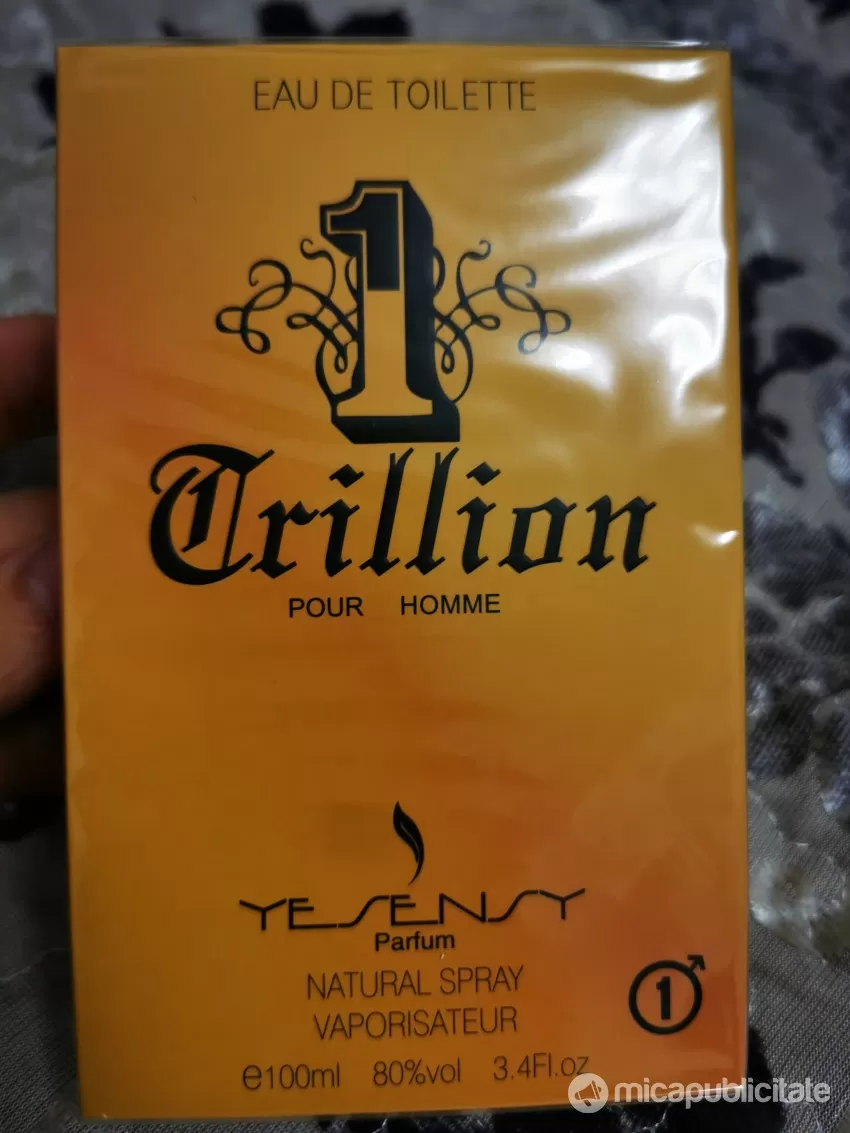 EAU DE TOILETTE
1
Trillion
POUR HOMME
YESENSY
Parfum
NATURAL SPRAY
VAPORISATEUR
1
e100ml 80%vol 3.4Fl.oz
micapublicitate